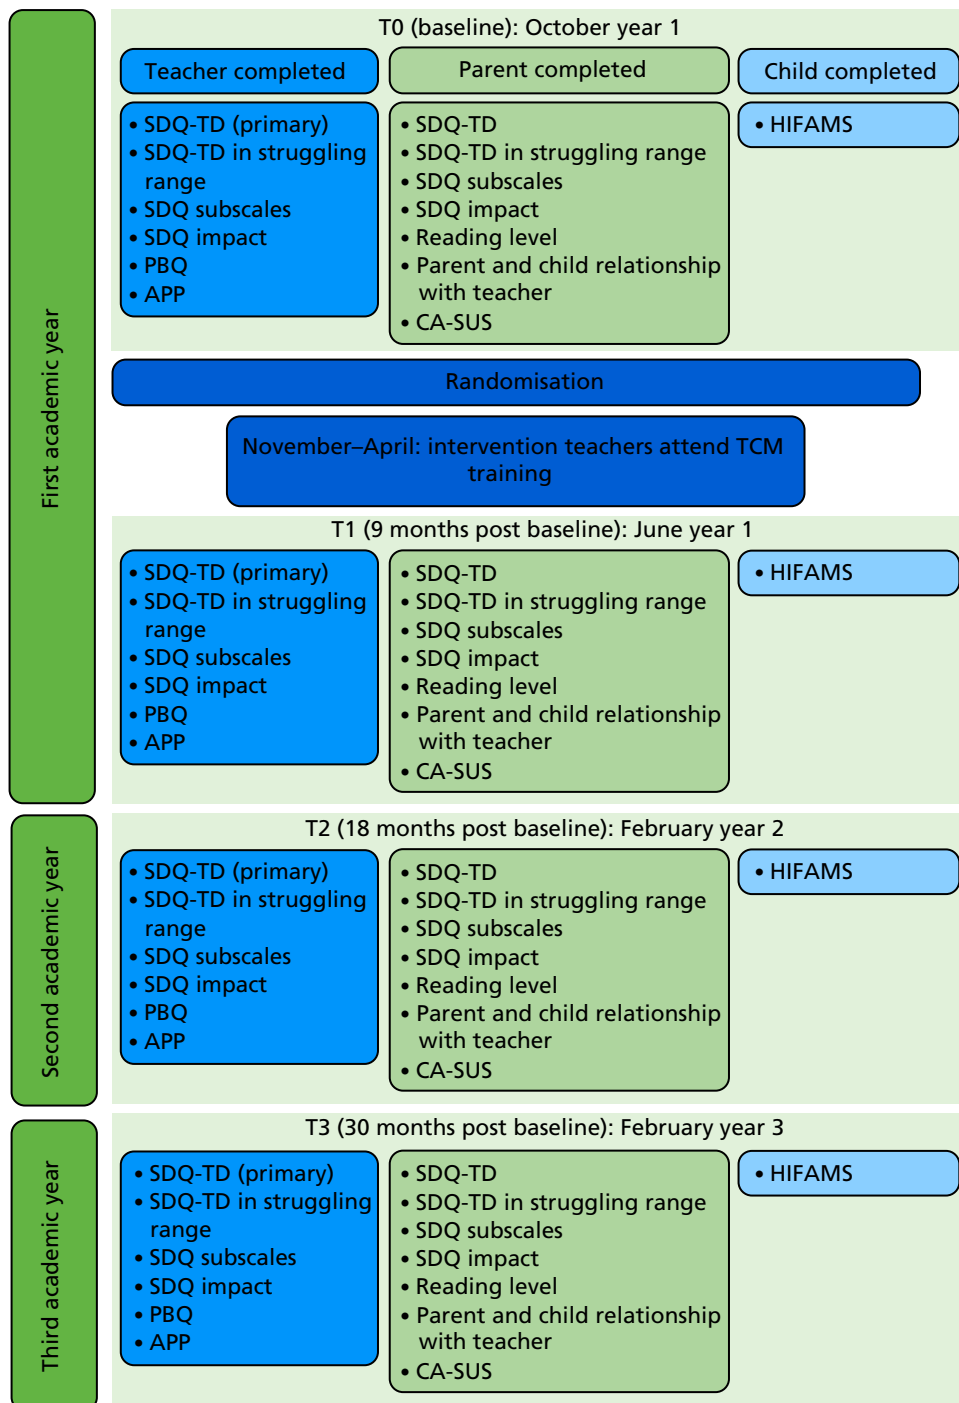 First academic year
T0 (baseline): October year 1
Teacher completed
• SDQ-TD (primary)
• SDQ-TD in struggling
range
• SDQ subscales
• SDQ impact
• PBQ
• APP
Parent completed
• SDQ-TD
• SDQ-TD in struggling range
• SDQ subscales
• SDQ impact
• Reading level
• Parent and child relationship
with teacher
• CA-SUS
Child completed
• HIFAMS
Randomisation
November–April: intervention teachers attend TCM
training
T1 (9 months post baseline): June year 1
• SDQ-TD (primary)
• SDQ-TD in struggling
range
• SDQ subscales
• SDQ impact
• PBQ
• APP
• SDQ-TD
• SDQ-TD in struggling range
• SDQ subscales
• SDQ impact
• Reading level
• Parent and child relationship
with teacher
• CA-SUS
• HIFAMS
Second academic year
T2 (18 months post baseline): February year 2
• SDQ-TD (primary)
• SDQ-TD in struggling
range
• SDQ subscales
• SDQ impact
• PBQ
• APP
• SDQ-TD
• SDQ-TD in struggling range
• SDQ subscales
• SDQ impact
• Reading level
• Parent and child relationship
with teacher
• CA-SUS
• HIFAMS
Third academic year
T3 (30 months post baseline): February year 3
• SDQ-TD (primary)
• SDQ-TD in struggling
range
• SDQ subscales
• SDQ impact
• PBQ
• APP
• SDQ-TD
• SDQ-TD in struggling range
• SDQ subscales
• SDQ impact
• Reading level
• Parent and child relationship
with teacher
• CA-SUS
• HIFAMS